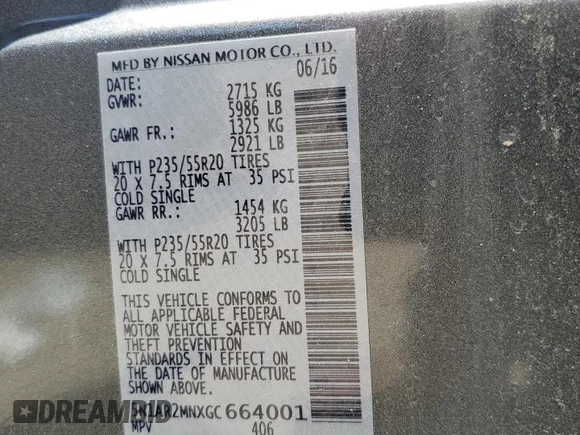 MFD BY NISSAN MOTOR CO., LTD.
DATE: 06/16
GVWR: 2715 KG
5986 LB
GAWR FR.: 1325 KG
2921 LB
WITH P235/55R20 TIRES
20 X 7.5 RIMS AT 35 PSI
COLD SINGLE
GAWR RR.: 1454 KG
3205 LB
WITH P235/55R20 TIRES
20 X 7.5 RIMS AT 35 PSI
COLD SINGLE
THIS VEHICLE CONFORMS TO
ALL APPLICABLE FEDERAL
MOTOR VEHICLE SAFETY AND
THEFT PREVENTION
STANDARDS IN EFFECT ON
THE DATE OF MANUFACTURE
SHOWN ABOVE.
5N1AR2MNXGC664001
MPV 406
DREAMBID